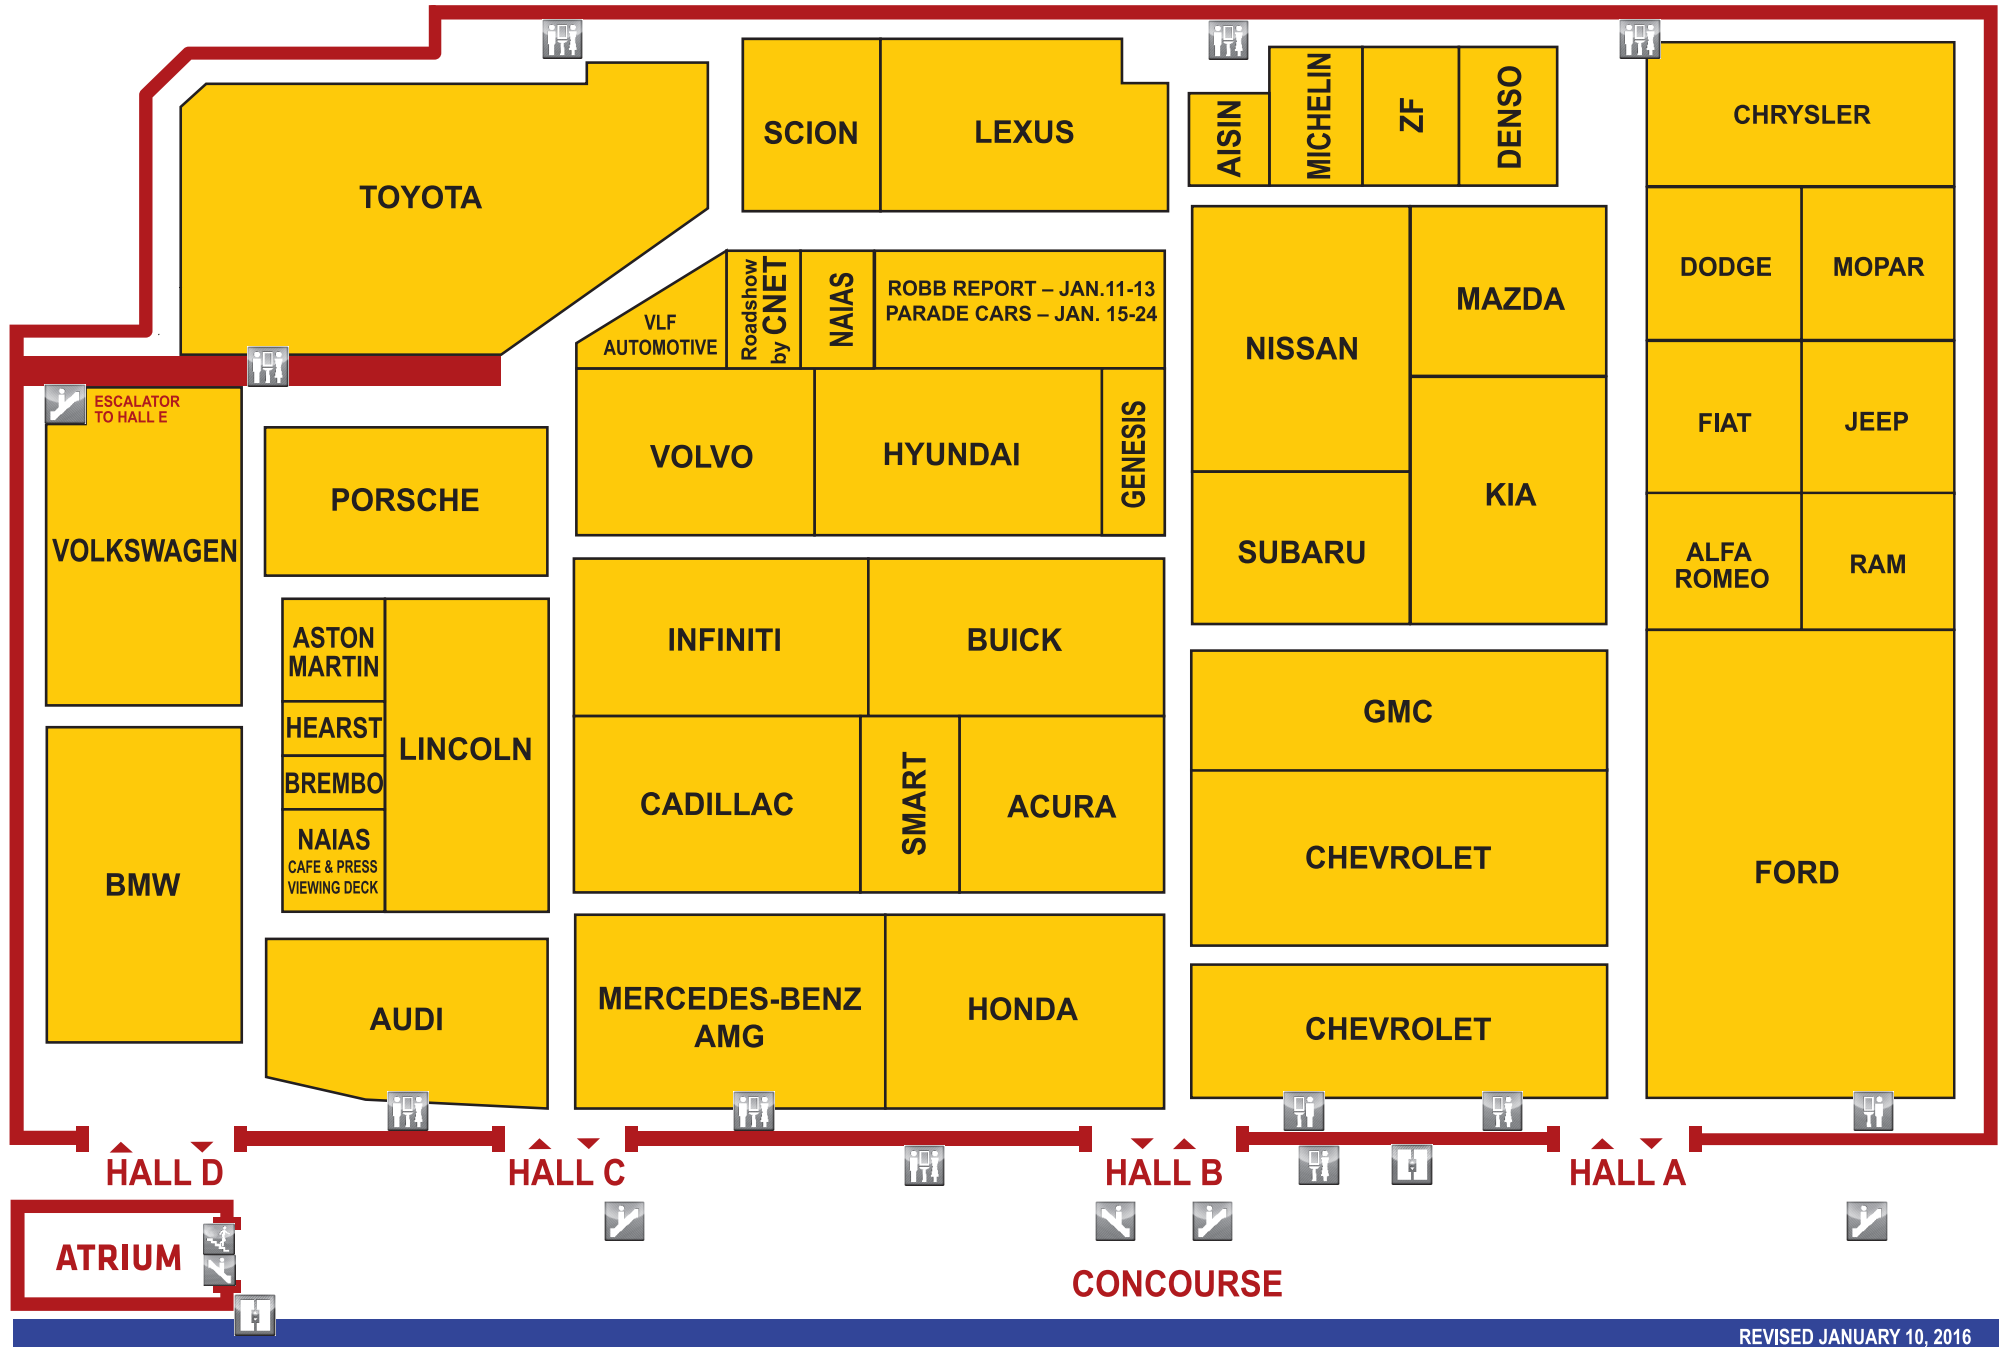 TOYOTA
SCION
LEXUS
AISIN
MICHELIN
ZF
DENSO
CHRYSLER
DODGE
MOPAR
FIAT
JEEP
ALFA
ROMEO
RAM
FORD
VLF
AUTOMOTIVE
Roadshow
by CNET
NAIAS
ROBB REPORT – JAN.11-13
PARADE CARS – JAN. 15-24
VOLVO
HYUNDAI
GENESIS
NISSAN
MAZDA
KIA
SUBARU
ESCALATOR
TO HALL E
VOLKSWAGEN
PORSCHE
ASTON
MARTIN
HEARST
BREMBO
NAIAS
CAFE & PRESS
VIEWING DECK
LINCOLN
BMW
AUDI
INFINITI
BUICK
CADILLAC
SMART
ACURA
MERCEDES-BENZ
AMG
HONDA
GMC
CHEVROLET
CHEVROLET
HALL D
HALL C
HALL B
HALL A
ATRIUM
CONCOURSE
REVISED JANUARY 10, 2016